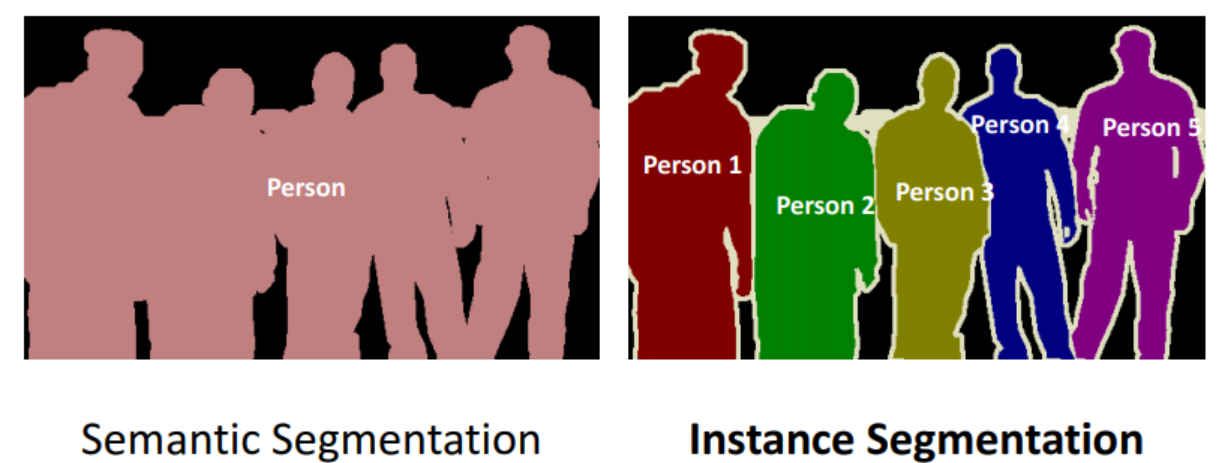 Person
Person 1
Person 2
Person 3
Person 4
Person 5
Semantic Segmentation
Instance Segmentation